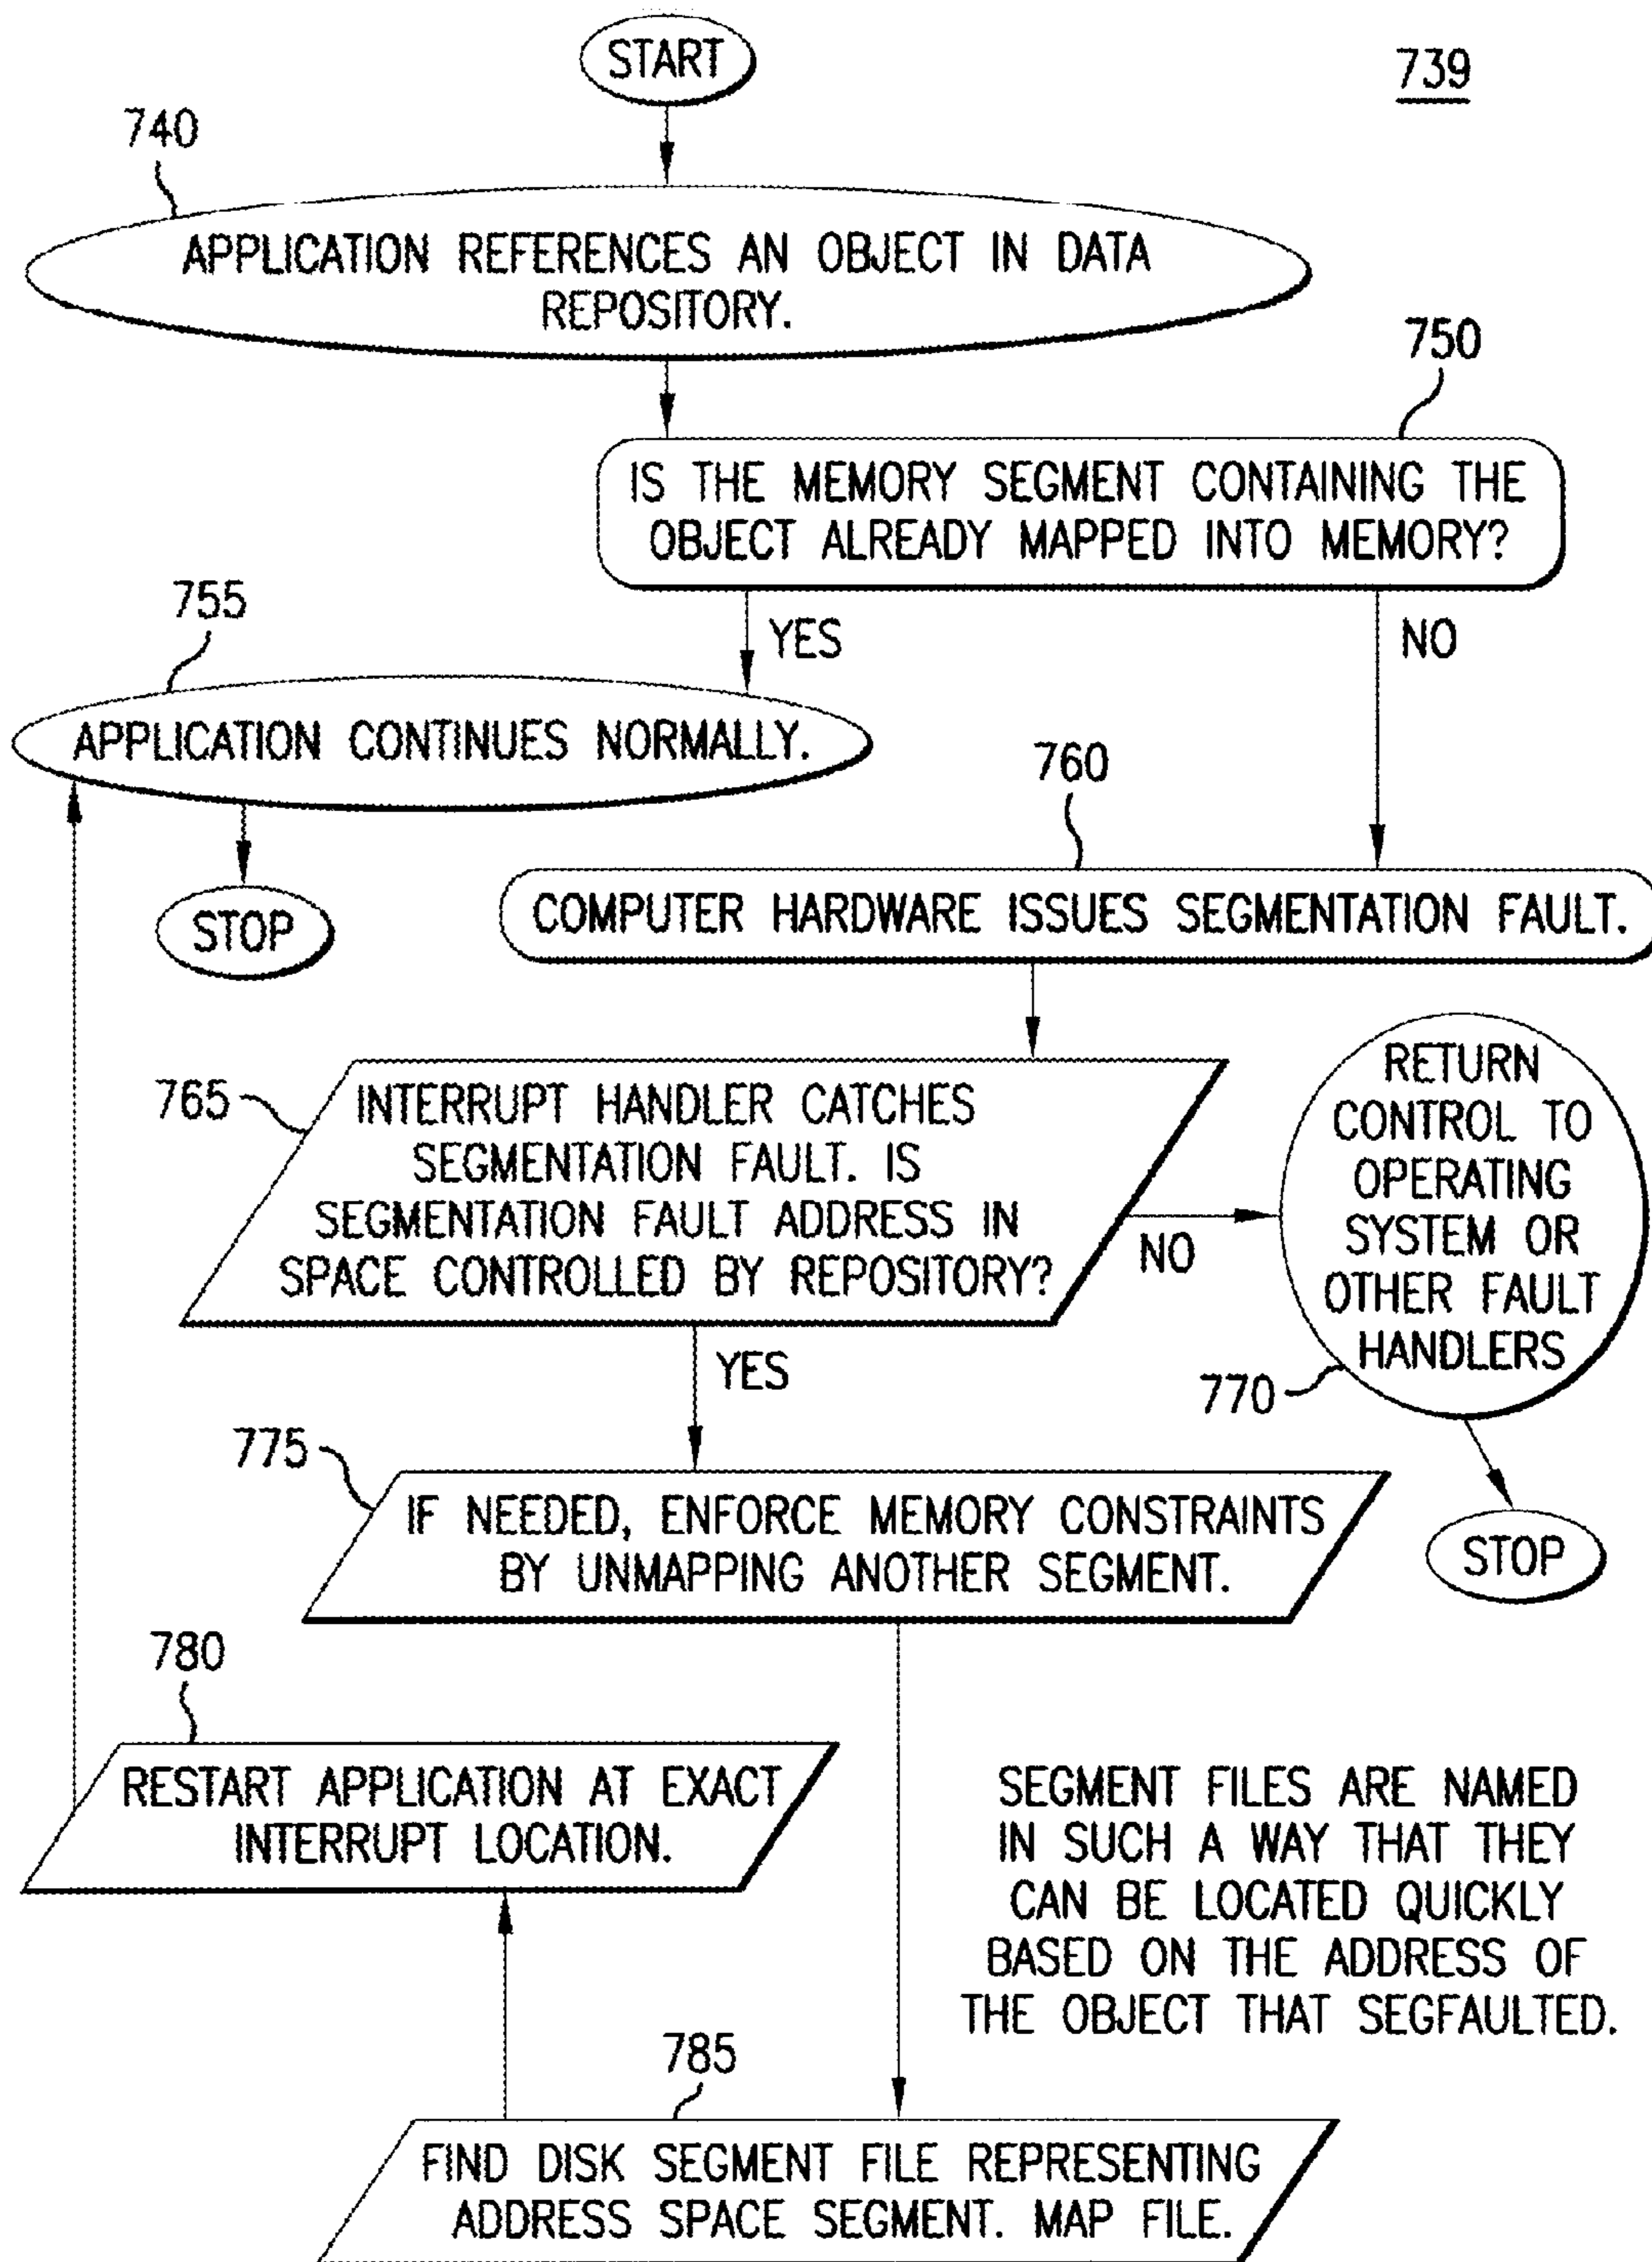 START
739
740
APPLICATION REFERENCES AN OBJECT IN DATA
REPOSITORY.
750
IS THE MEMORY SEGMENT CONTAINING THE
OBJECT ALREADY MAPPED INTO MEMORY?
YES
NO
755
APPLICATION CONTINUES NORMALLY.
STOP
760
COMPUTER HARDWARE ISSUES SEGMENTATION FAULT.
765
INTERRUPT HANDLER CATCHES
SEGMENTATION FAULT. IS
SEGMENTATION FAULT ADDRESS IN
SPACE CONTROLLED BY REPOSITORY?
NO
YES
RETURN
CONTROL TO
OPERATING
SYSTEM OR
OTHER FAULT
HANDLERS
770
STOP
775
IF NEEDED, ENFORCE MEMORY CONSTRAINTS
BY UNMAPPING ANOTHER SEGMENT.
780
RESTART APPLICATION AT EXACT
INTERRUPT LOCATION.
SEGMENT FILES ARE NAMED
IN SUCH A WAY THAT THEY
CAN BE LOCATED QUICKLY
BASED ON THE ADDRESS OF
THE OBJECT THAT SEGFAULTED.
785
FIND DISK SEGMENT FILE REPRESENTING
ADDRESS SPACE SEGMENT. MAP FILE.